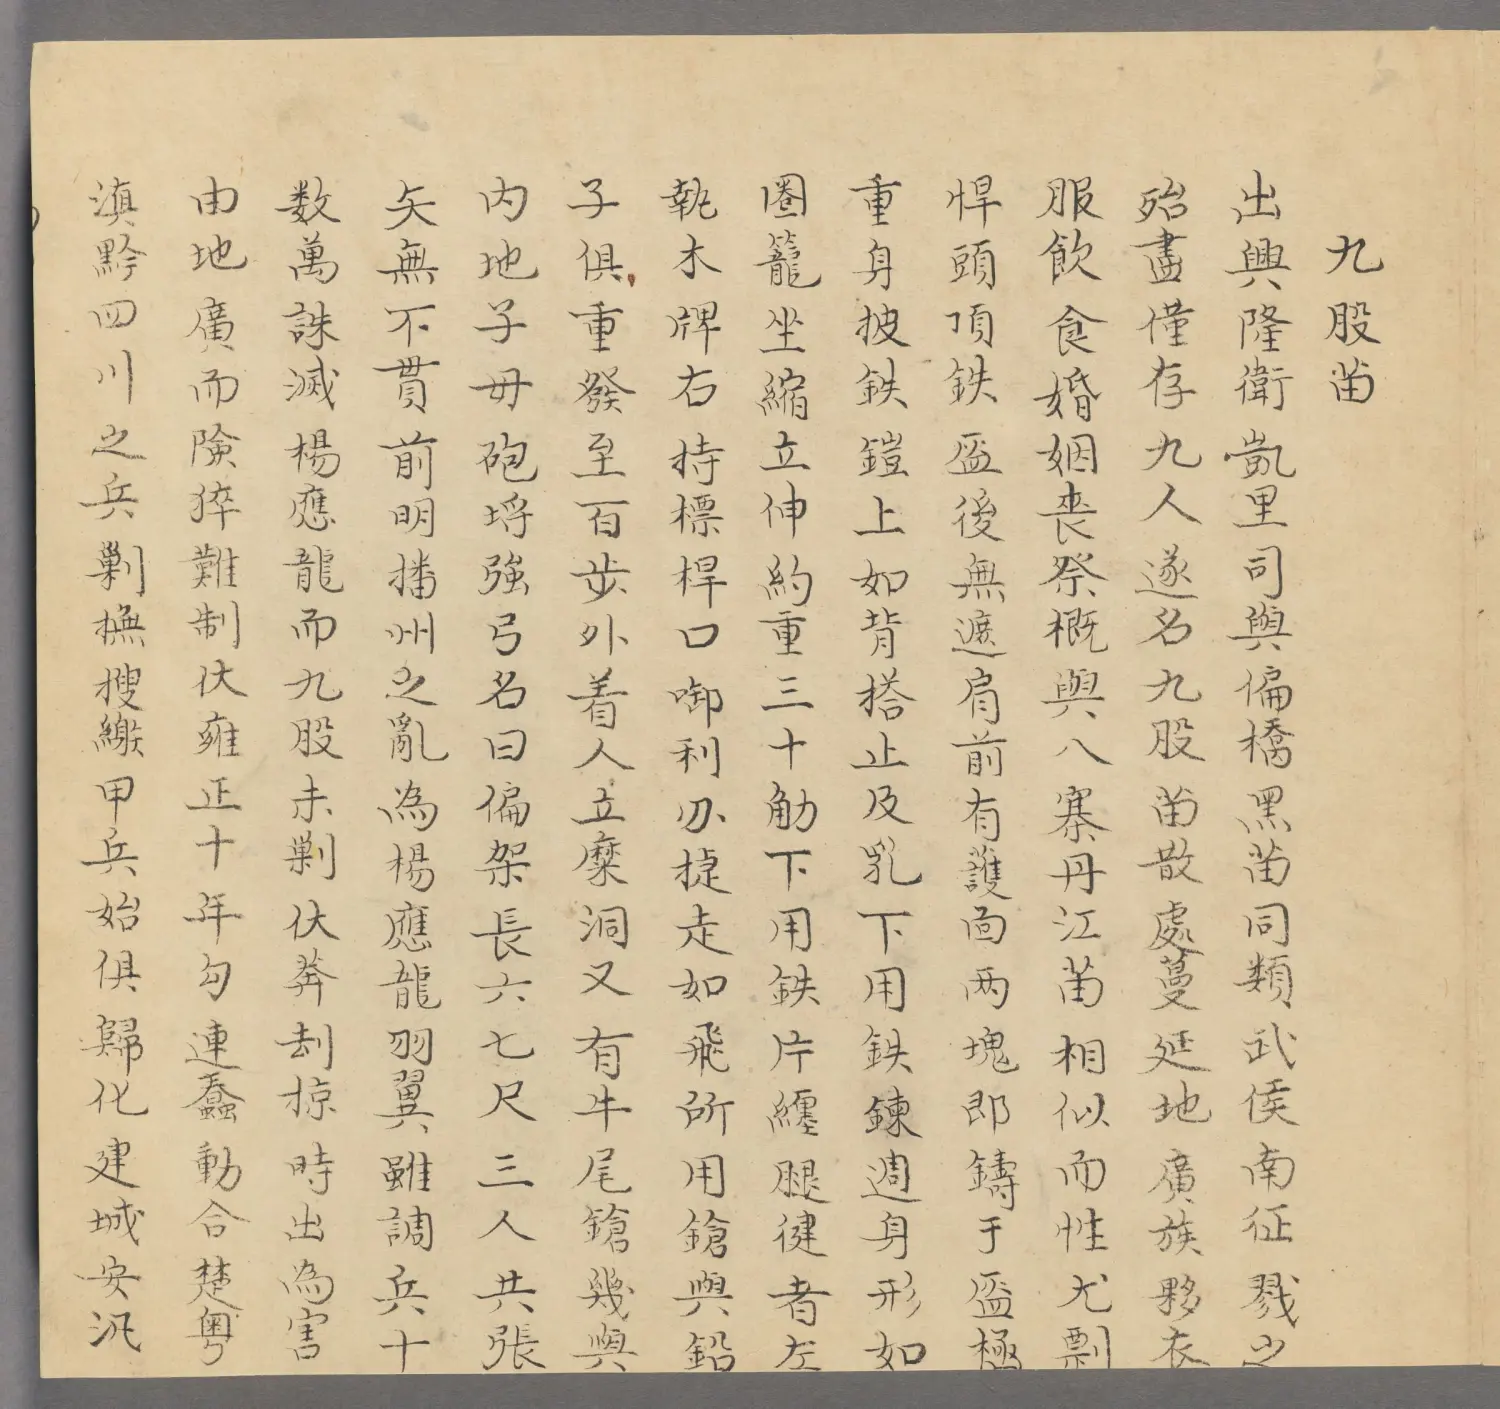 九股苗
出興隆衛凱里司與偏橋黑苗同類武侯南征戮之
殆盡僅存九人遂名九股苗散處蔓延地廣族夥衣
服飲食婚姻喪祭概與八寨丹江苗相似而性尤剽
悍頭頂鉄盔後無遮肩前有護面两塊即鑄于盔極
重身披鉄鎧上如背搭止及乳下用鉄鍊週身形如
圏籠坐縮立伸約重三十觔下用鉄片纏腿健者左
執木牌右持標桿口啣利刃捷走如飛所用鎗與鉛
子俱重發至百步外着人立糜洞又有牛尾鎗幾與
内地子母砲埒強弓名曰偏架長六七尺三人共張
矢無不貫前明播州之亂為楊應龍羽翼雖調兵十
数萬誅滅楊應龍而九股未剿伏莽刦掠時出為害
由地廣而險猝難制伏雍正十年勾連蠢動合楚粤
滇黔四川之兵剿撫搜繳甲兵始俱歸化建城安汛